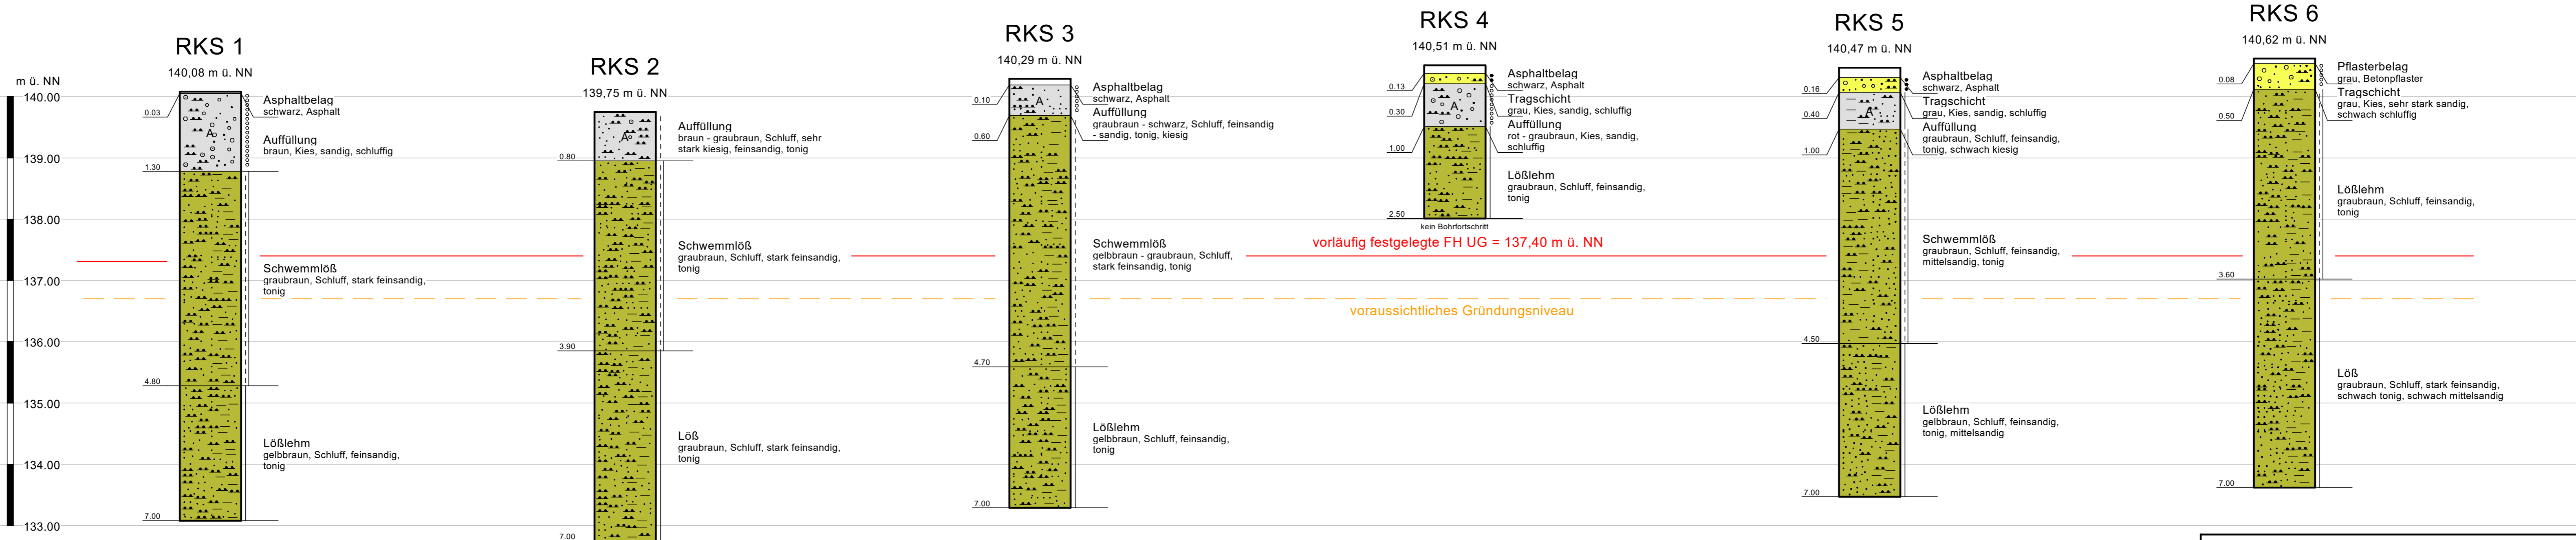 m ü. NN
140.00
139.00
138.00
137.00
136.00
135.00
134.00
133.00
RKS 1
140,08 m ü. NN
0.03
1.30
4.80
7.00
A
Asphaltbelag
schwarz, Asphalt
Auffüllung
braun, Kies, sandig, schluffig
Schwemmlöß
graubraun, Schluff, stark feinsandig,
tonig
Lößlehm
gelbbraun, Schluff, feinsandig,
tonig
RKS 2
139,75 m ü. NN
0.80
3.90
7.00
A
Auffüllung
braun - graubraun, Schluff, sehr
stark kiesig, feinsandig, tonig
Schwemmlöß
graubraun, Schluff, stark feinsandig,
tonig
Löß
graubraun, Schluff, stark feinsandig,
tonig
RKS 3
140,29 m ü. NN
0.10
0.60
4.70
7.00
A
Asphaltbelag
schwarz, Asphalt
Auffüllung
graubraun - schwarz, Schluff, feinsandig
- sandig, tonig, kiesig
Schwemmlöß
gelbbraun - graubraun, Schluff,
stark feinsandig, tonig
Lößlehm
gelbbraun, Schluff, feinsandig,
tonig
RKS 4
140,51 m ü. NN
0.13
0.30
1.00
2.50
A
kein Bohrfortschritt
Asphaltbelag
schwarz, Asphalt
Tragschicht
grau, Kies, sandig, schluffig
Auffüllung
rot - graubraun, Kies, sandig,
schluffig
Lößlehm
graubraun, Schluff, feinsandig,
tonig
vorläufig festgelegte FH UG = 137,40 m ü. NN
voraussichtliches Gründungsniveau
RKS 5
140,47 m ü. NN
0.16
0.40
1.00
4.50
7.00
A
Asphaltbelag
schwarz, Asphalt
Tragschicht
grau, Kies, sandig, schluffig
Auffüllung
graubraun, Schluff, feinsandig,
tonig, schwach kiesig
Schwemmlöß
graubraun, Schluff, feinsandig,
mittelsandig, tonig
Lößlehm
gelbbraun, Schluff, feinsandig,
tonig, mittelsandig
RKS 6
140,62 m ü. NN
0.08
0.50
3.60
7.00
Pflasterbelag
grau, Betonpflaster
Tragschicht
grau, Kies, sehr stark sandig,
schwach schluffig
Lößlehm
graubraun, Schluff, feinsandig,
tonig
Löß
graubraun, Schluff, stark feinsandig,
schwach tonig, schwach mittelsandig